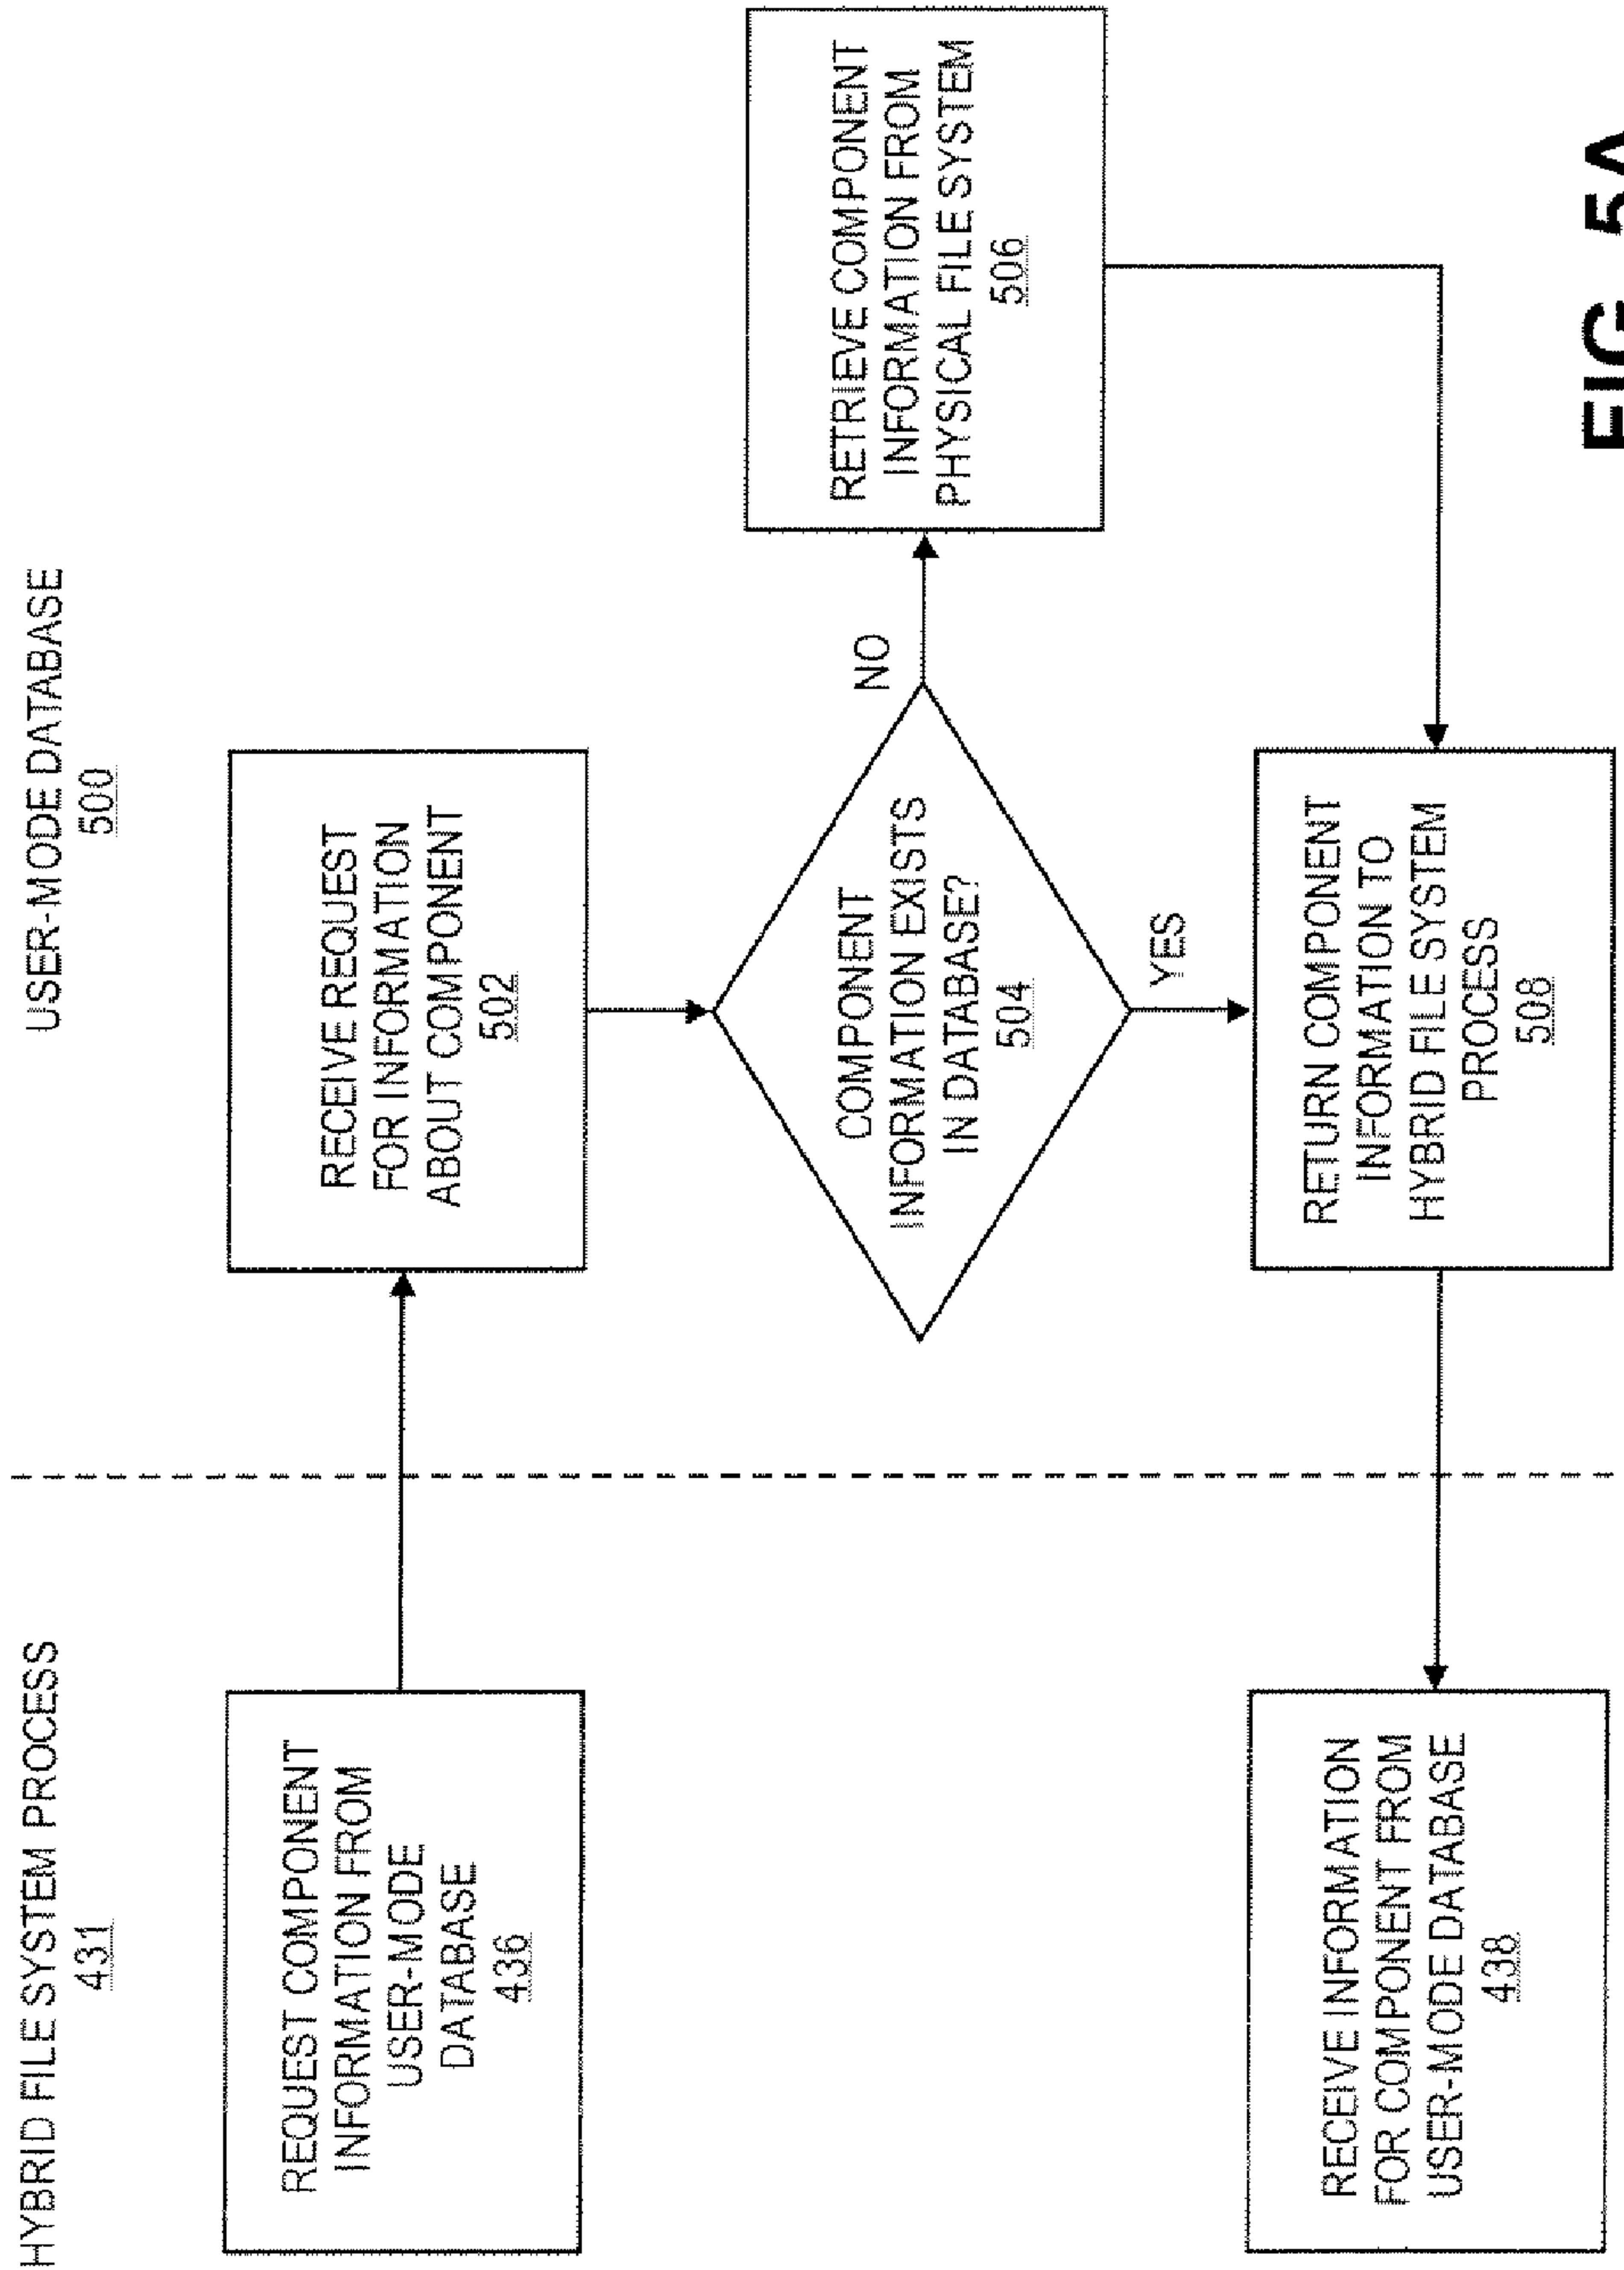 HYBRID FILE SYSTEM PROCESS
431
USER-MODE DATABASE
500
REQUEST COMPONENT
INFORMATION FROM
USER-MODE
DATABASE
436
RECEIVE REQUEST
FOR INFORMATION
ABOUT COMPONENT
502
COMPONENT
INFORMATION EXISTS
IN DATABASE?
504
NO
RETRIEVE COMPONENT
INFORMATION FROM
PHYSICAL FILE SYSTEM
506
YES
RETURN COMPONENT
INFORMATION TO
HYBRID FILE SYSTEM
PROCESS
508
RECEIVE INFORMATION
FOR COMPONENT FROM
USER-MODE DATABASE
438
FIG. 5A